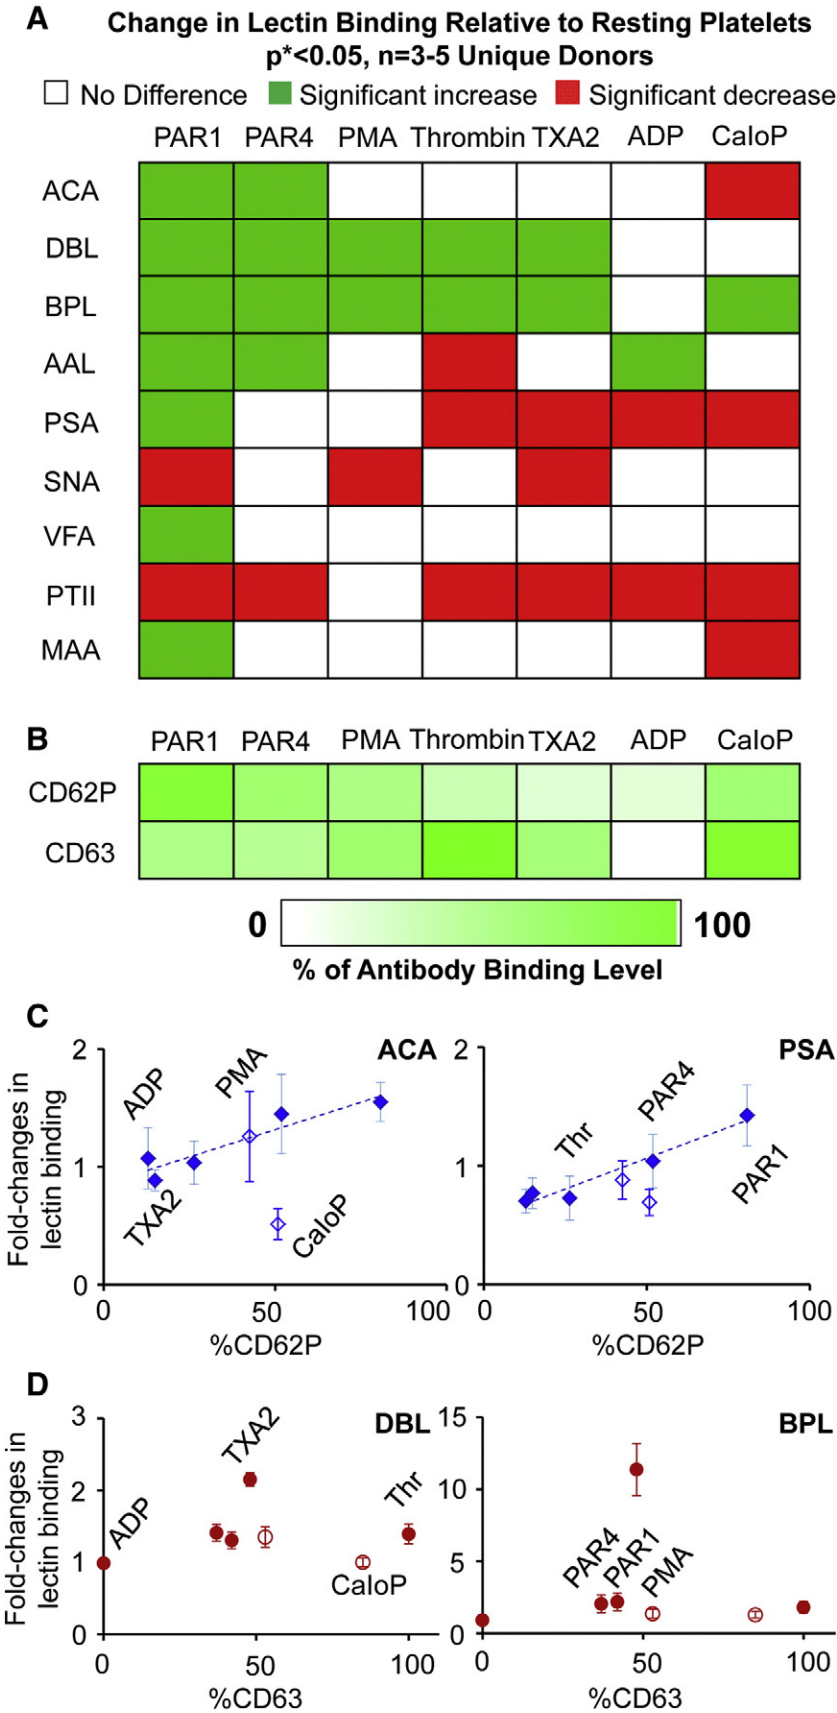 A
Change in Lectin Binding Relative to Resting Platelets
p*<0.05, n=3-5 Unique Donors
No Difference Significant increase Significant decrease
PAR1 PAR4 PMA Thrombin TXA2 ADP CaloP
ACA
DBL
BPL
AAL
PSA
SNA
VFA
PTII
MAA
B
PAR1 PAR4 PMA Thrombin TXA2 ADP CaloP
CD62P
CD63
0 100
% of Antibody Binding Level
C
Fold-changes in
lectin binding
2
1
0
ACA
ADP
PMA
TXA2
CaloP
0 50 100
%CD62P
2
1
0
PSA
Thr
PAR4
PAR1
0 50 100
%CD62P
D
Fold-changes in
lectin binding
3
2
1
0
DBL
ADP
TXA2
Thr
CaloP
0 50 100
%CD63
15
10
5
0
BPL
PAR4
PAR1
PMA
0 50 100
%CD63